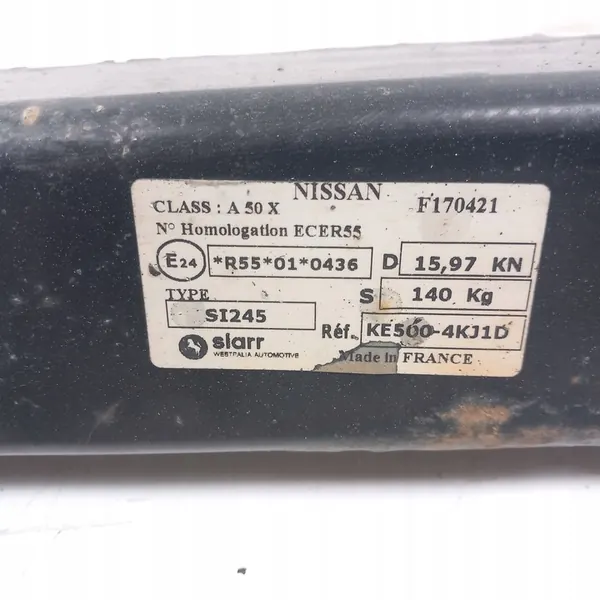 NISSAN
CLASS : A 50 X F170421
N° Homologation ECER55
E24 *R55*01*0436 D 15,97 KN
TYPE S 140 Kg
SI245 Réf. KE500-4KJ1D
siarr
WESTFALIA AUTOMOTIVE Made in FRANCE